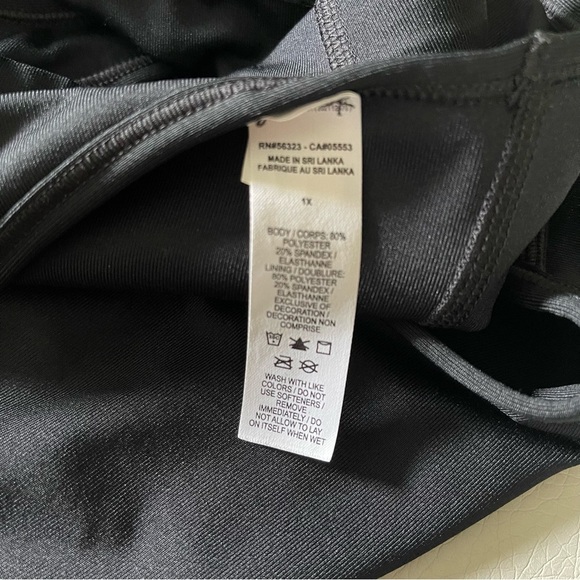 RN#56323 - CA#05553
MADE IN SRI LANKA
FABRIQUE AU SRI LANKA
1X
BODY / CORPS: 80%
POLYESTER
20% SPANDEX /
ELASTHANNE
LINING / DOUBLURE:
80% POLYESTER
20% SPANDEX /
ELASTHANNE
EXCLUSIVE OF
DECORATION /
DECORATION NON
COMPRISE
WASH WITH LIKE
COLORS / DO NOT
USE SOFTENERS /
REMOVE
IMMEDIATELY / DO
NOT ALLOW TO LAY
ON ITSELF WHEN WET